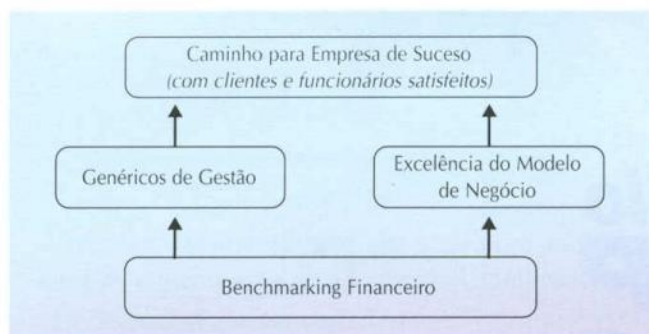 Caminho para Empresa de Suceso
(com clientes e funcionários satisfeitos)
Genéricos de Gestão
Excelência do Modelo
de Negócio
Benchmarking Financeiro